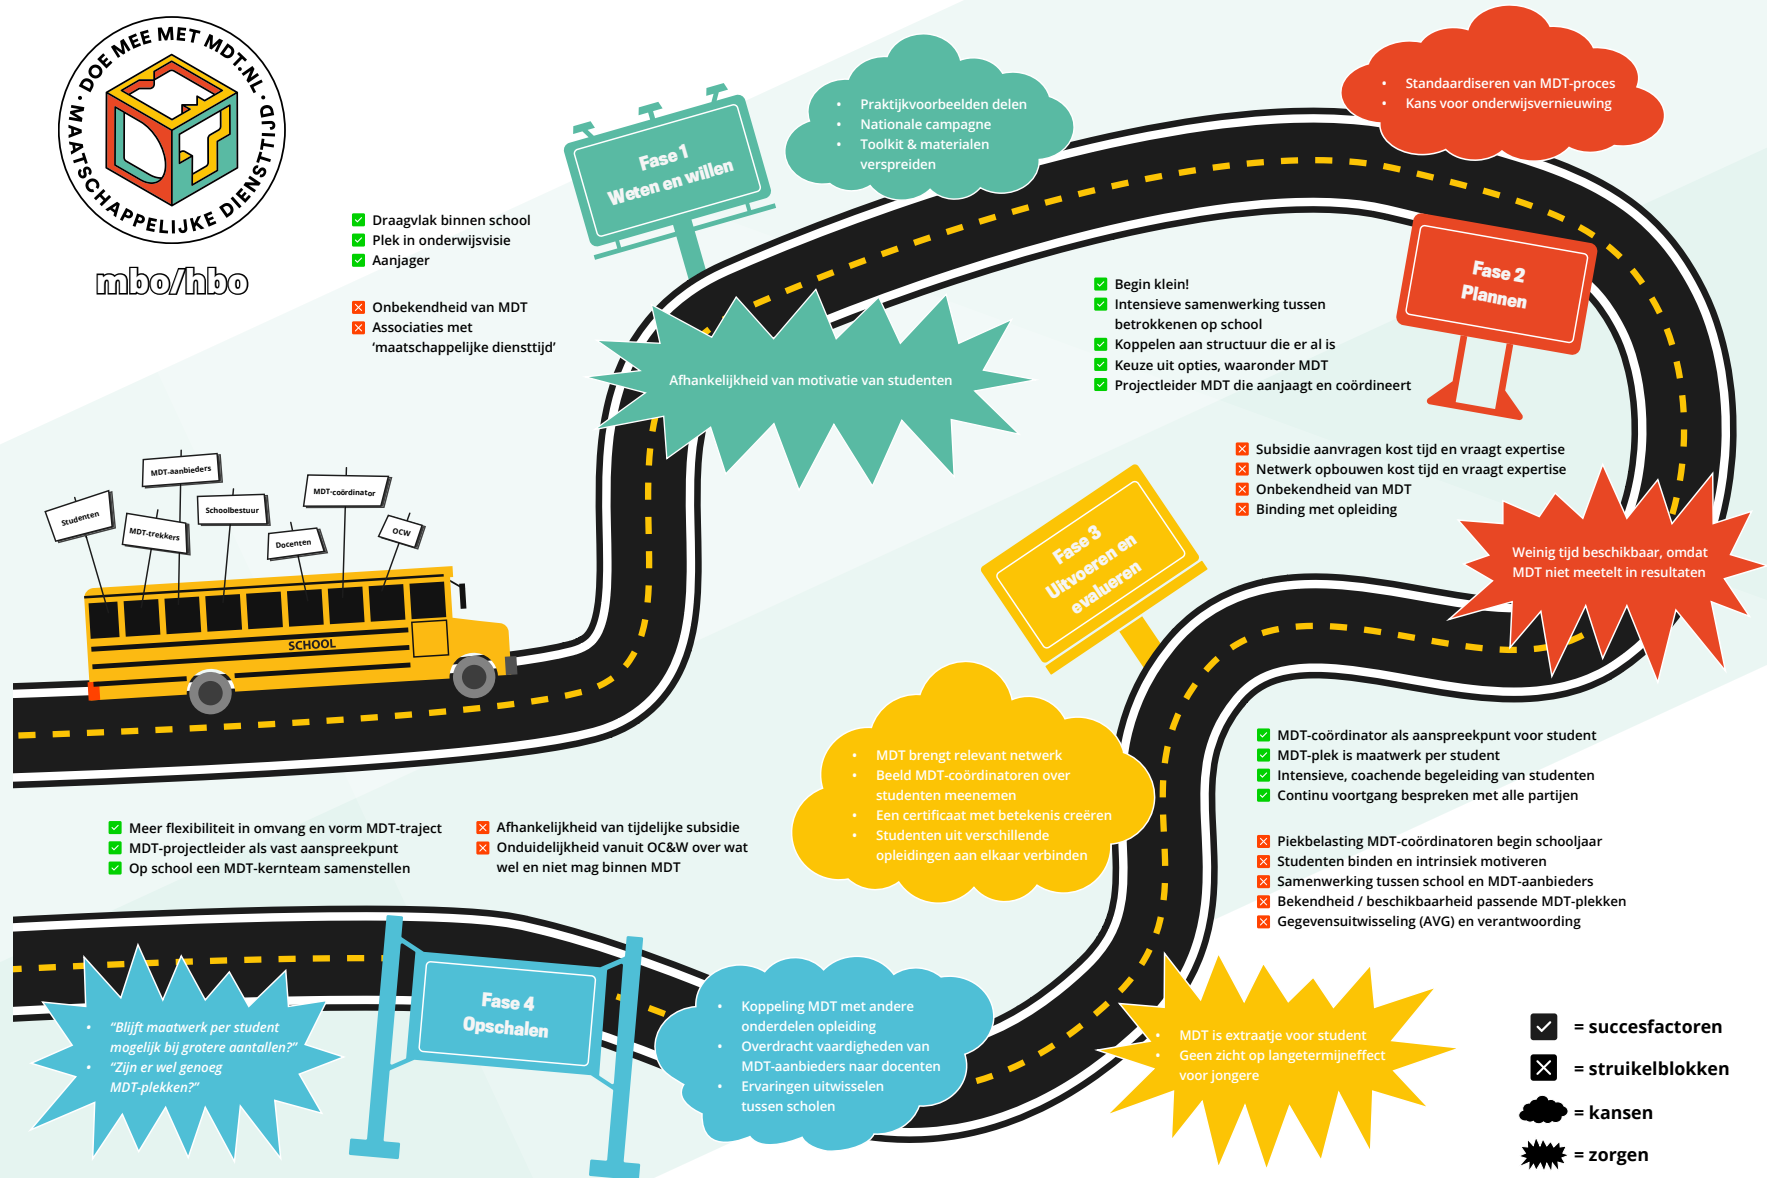 · DOE MEE MET MDT.NL ·
MAATSCHAPPELIJKE DIENSTTIJD
mbo/hbo
Draagvlak binnen school
Plek in onderwijsvisie
Aanjager
Onbekendheid van MDT
Associaties met
‘maatschappelijke diensttijd’
Fase 1
Weten en willen
• Praktijkvoorbeelden delen
• Nationale campagne
• Toolkit & materialen
verspreiden
Afhankelijkheid van motivatie van studenten
• Standaardiseren van MDT-proces
• Kans voor onderwijsvernieuwing
Fase 2
Plannen
Begin klein!
Intensieve samenwerking tussen
betrokkenen op school
Koppelen aan structuur die er al is
Keuze uit opties, waaronder MDT
Projectleider MDT die aanjaagt en coördineert
Subsidie aanvragen kost tijd en vraagt expertise
Netwerk opbouwen kost tijd en vraagt expertise
Onbekendheid van MDT
Binding met opleiding
Weinig tijd beschikbaar, omdat
MDT niet meetelt in resultaten
Studenten
MDT-aanbieders
MDT-trekkers
Schoolbestuur
Docenten
MDT-coördinator
OCW
SCHOOL
Fase 3
Uitvoeren en
evalueren
• MDT brengt relevant netwerk
• Beeld MDT-coördinatoren over
studenten meenemen
• Een certificaat met betekenis creëren
• Studenten uit verschillende
opleidingen aan elkaar verbinden
MDT-coördinator als aanspreekpunt voor student
MDT-plek is maatwerk per student
Intensieve, coachende begeleiding van studenten
Continu voortgang bespreken met alle partijen
Piekbelasting MDT-coördinatoren begin schooljaar
Studenten binden en intrinsiek motiveren
Samenwerking tussen school en MDT-aanbieders
Bekendheid / beschikbaarheid passende MDT-plekken
Gegevensuitwisseling (AVG) en verantwoording
• MDT is extraatje voor student
• Geen zicht op langetermijneffect
voor jongere
Meer flexibiliteit in omvang en vorm MDT-traject
MDT-projectleider als vast aanspreekpunt
Op school een MDT-kernteam samenstellen
Afhankelijkheid van tijdelijke subsidie
Onduidelijkheid vanuit OC&W over wat
wel en niet mag binnen MDT
Fase 4
Opschalen
• Koppeling MDT met andere
onderdelen opleiding
• Overdracht vaardigheden van
MDT-aanbieders naar docenten
• Ervaringen uitwisselen
tussen scholen
• “Blijft maatwerk per student
mogelijk bij grotere aantallen?”
• “Zijn er wel genoeg
MDT-plekken?”
= succesfactoren
= struikelblokken
= kansen
= zorgen